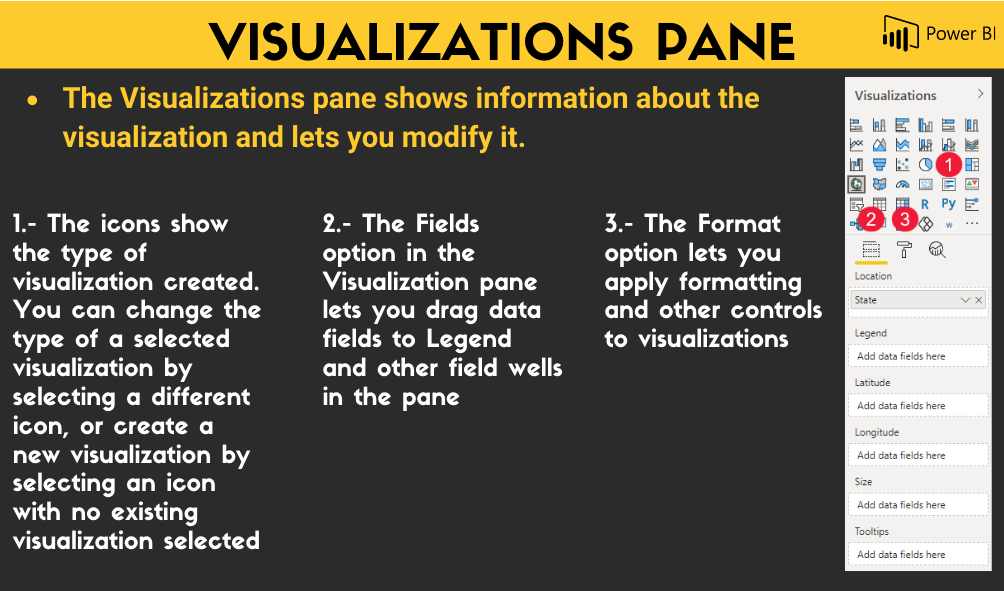 VISUALIZATIONS PANE
Power BI
• The Visualizations pane shows information about the
visualization and lets you modify it.
1.- The icons show
the type of
visualization created.
You can change the
type of a selected
visualization by
selecting a different
icon, or create a
new visualization by
selecting an icon
with no existing
visualization selected
2.- The Fields
option in the
Visualization pane
lets you drag data
fields to Legend
and other field wells
in the pane
3.- The Format
option lets you
apply formatting
and other controls
to visualizations
Visualizations
1
R Py
2 3
Location
State
Legend
Add data fields here
Latitude
Add data fields here
Longitude
Add data fields here
Size
Add data fields here
Tooltips
Add data fields here